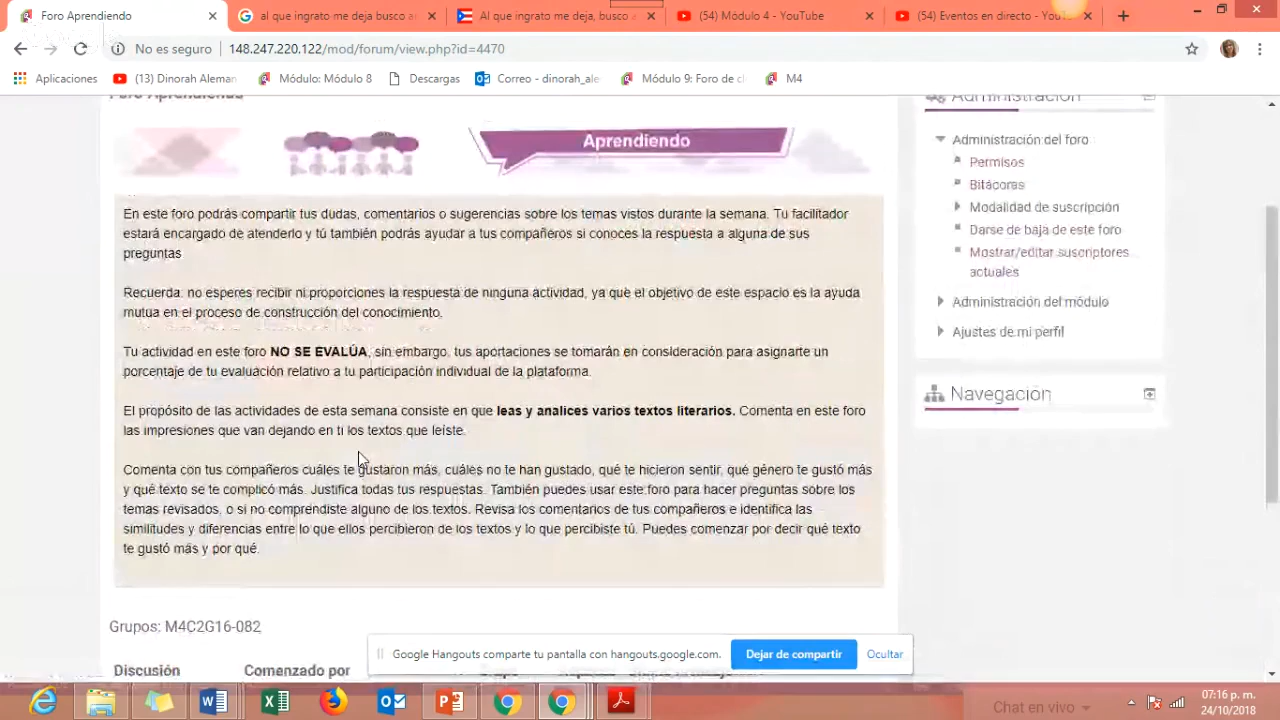 Foro Aprendiendo
al que ingrato me deja busco a
Al que ingrato me deja, busco a
(54) Módulo 4 - YouTube
(54) Eventos en directo - YouTu
No es seguro
148.247.220.122/mod/forum/view.php?id=4470
Aplicaciones
(13) Dinorah Aleman
Módulo: Módulo 8
Descargas
Correo - dinorah_ale
Módulo 9: Foro de cl
M4
Foro Aprendiendo
Aprendiendo
En este foro podrás compartir tus dudas, comentarios o sugerencias sobre los temas vistos durante la semana. Tu facilitador
estará encargado de atenderlo y tú también podrás ayudar a tus compañeros si conoces la respuesta a alguna de sus
preguntas
Recuerda: no esperes recibir ni proporciones la respuesta de ninguna actividad, ya que el objetivo de este espacio es la ayuda
mutua en el proceso de construcción del conocimiento.
Tu actividad en este foro NO SE EVALÚA, sin embargo, tus aportaciones se tomarán en consideración para asignarte un
porcentaje de tu evaluación relativo a tu participación individual de la plataforma.
El propósito de las actividades de esta semana consiste en que leas y analices varios textos literarios. Comenta en este foro
las impresiones que van dejando en ti los textos que leíste.
Comenta con tus compañeros cuáles te gustaron más, cuáles no te han gustado, qué te hicieron sentir, qué género te gustó más
y qué texto se te complicó más. Justifica todas tus respuestas. También puedes usar este foro para hacer preguntas sobre los
temas revisados, o si no comprendiste alguno de los textos. Revisa los comentarios de tus compañeros e identifica las
similitudes y diferencias entre lo que ellos percibieron de los textos y lo que percibiste tú. Puedes comenzar por decir qué texto
te gustó más y por qué.
Grupos: M4C2G16-082
Discusión
Comenzado por
Administración
Administración del foro
Permisos
Bitácoras
Modalidad de suscripción
Darse de baja de este foro
Mostrar/editar suscriptores
actuales
Administración del módulo
Ajustes de mi perfil
Navegación
Google Hangouts comparte tu pantalla con hangouts.google.com.
Dejar de compartir
Ocultar
Chat en vivo
07:16 p. m.
24/10/2018